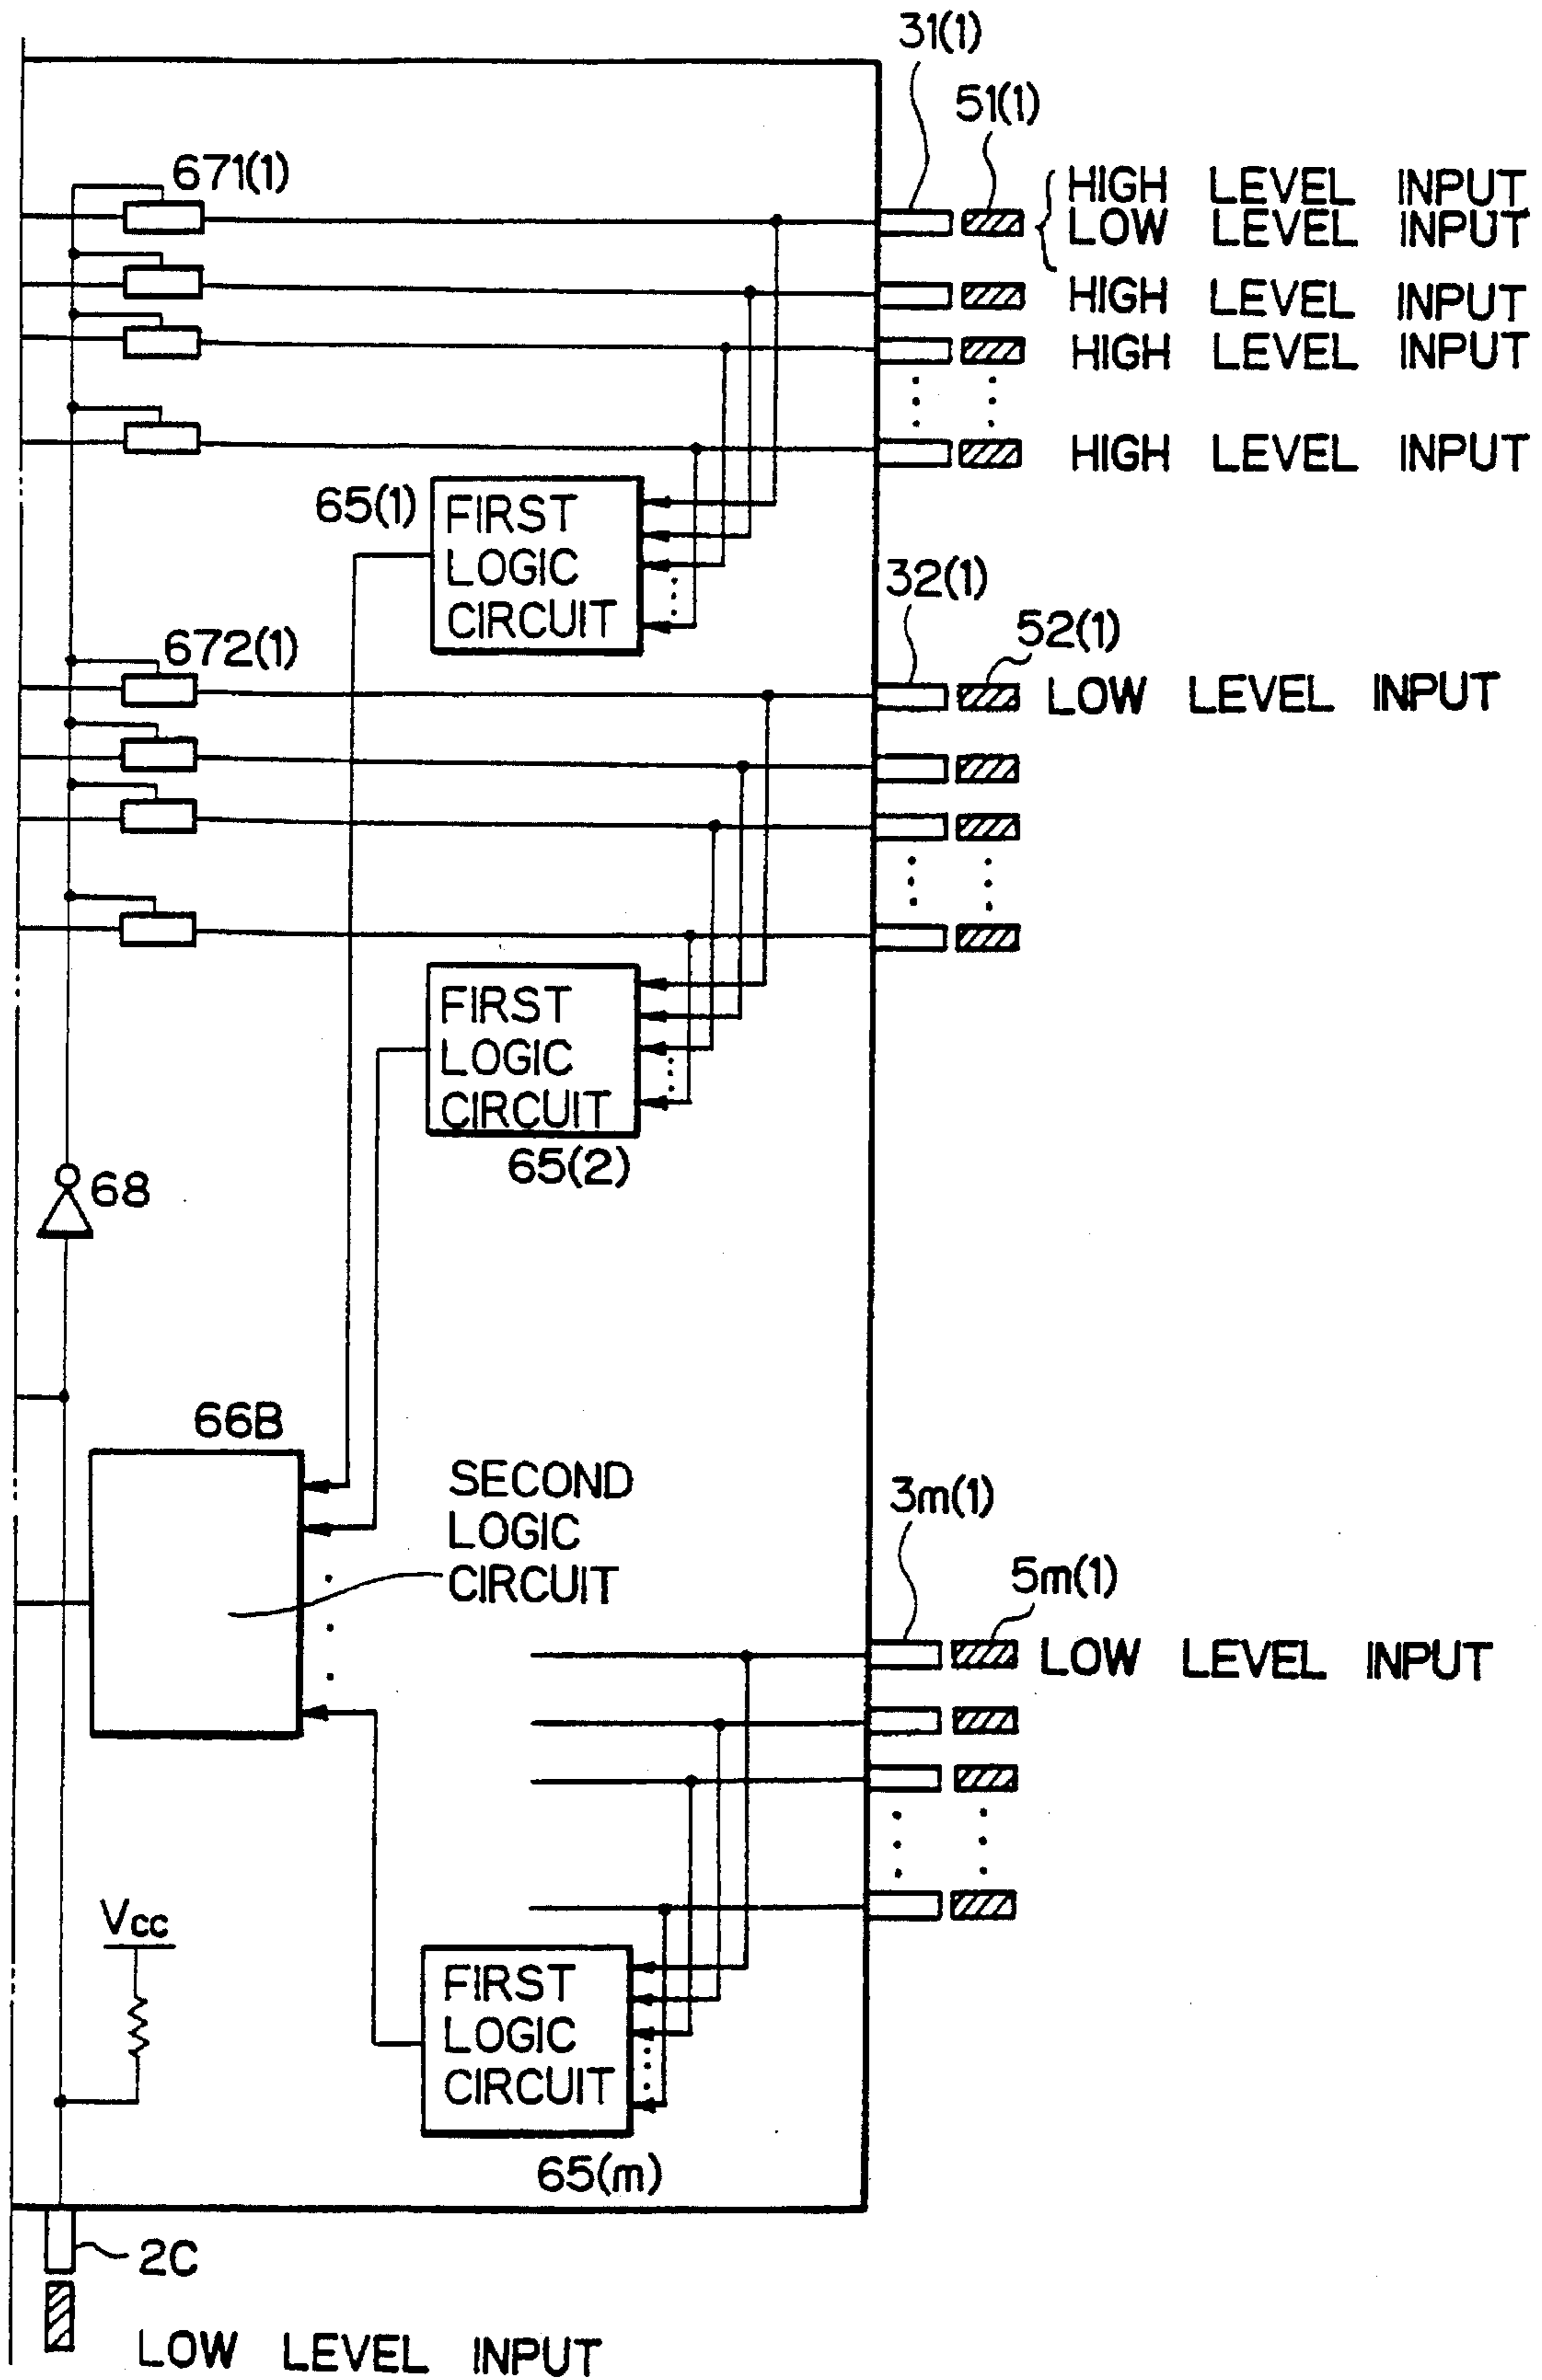 31(1)
51(1)
671(1)
HIGH LEVEL INPUT
LOW LEVEL INPUT
HIGH LEVEL INPUT
HIGH LEVEL INPUT
HIGH LEVEL INPUT
65(1)
FIRST
LOGIC
CIRCUIT
32(1)
52(1)
672(1)
LOW LEVEL INPUT
FIRST
LOGIC
CIRCUIT
65(2)
68
66B
SECOND
LOGIC
CIRCUIT
3m(1)
5m(1)
LOW LEVEL INPUT
Vcc
FIRST
LOGIC
CIRCUIT
65(m)
2C
LOW LEVEL INPUT